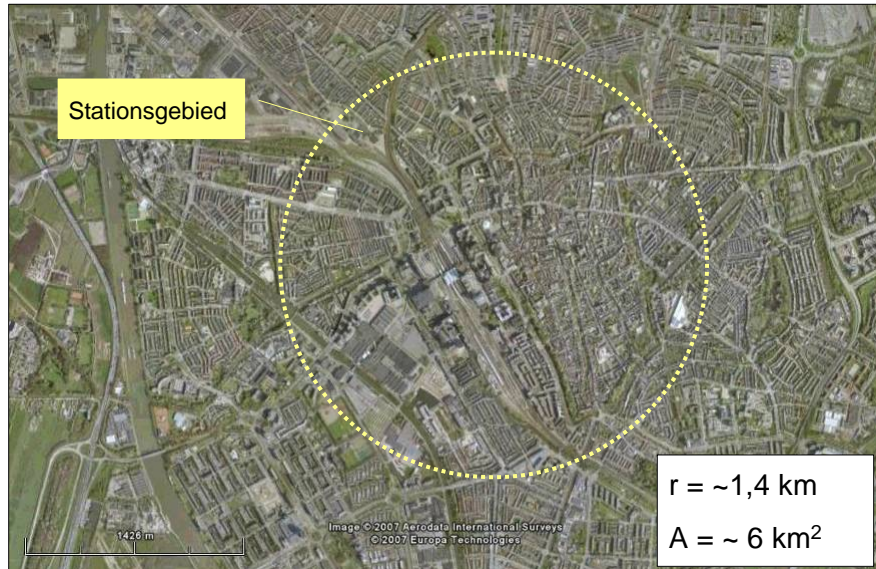 Stationsgebied
r = ~1,4 km
A = ~ 6 km²
Image © 2007 Aerodata International Surveys
© 2007 Europa Technologies
1426 m